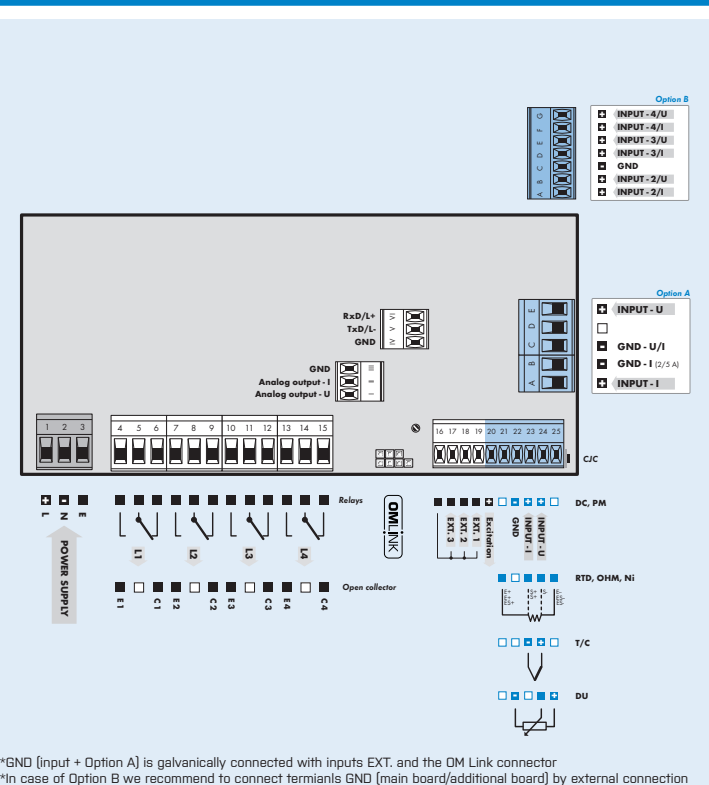 Option B
G F E D C B A
INPUT - 4/U
INPUT - 4/I
INPUT - 3/U
INPUT - 3/I
GND
INPUT - 2/U
INPUT - 2/I
Option A
E D C B A
INPUT - U
GND - U/I
GND - I (2/5 A)
INPUT - I
RxD/L+ VI
TxD/L- V
GND IV
GND III
Analog output - I II
Analog output - U I
1 2 3
4 5 6 7 8 9 10 11 12 13 14 15
16 17 18 19 20 21 22 23 24 25
CJC
L N E
POWER SUPPLY
Relays
L1 L2 L3 L4
Open collector
E1 C1 E2 C2 E3 C3 E4 C4
OMLINK
DC, PM
EXT. 3
EXT. 2
EXT. 1
Excitation
GND
INPUT - I
INPUT - U
RTD, OHM, Ni
T/C
DU
*GND (input + Option A) is galvanically connected with inputs EXT. and the OM Link connector
*In case of Option B we recommend to connect termianls GND (main board/additional board) by external connection